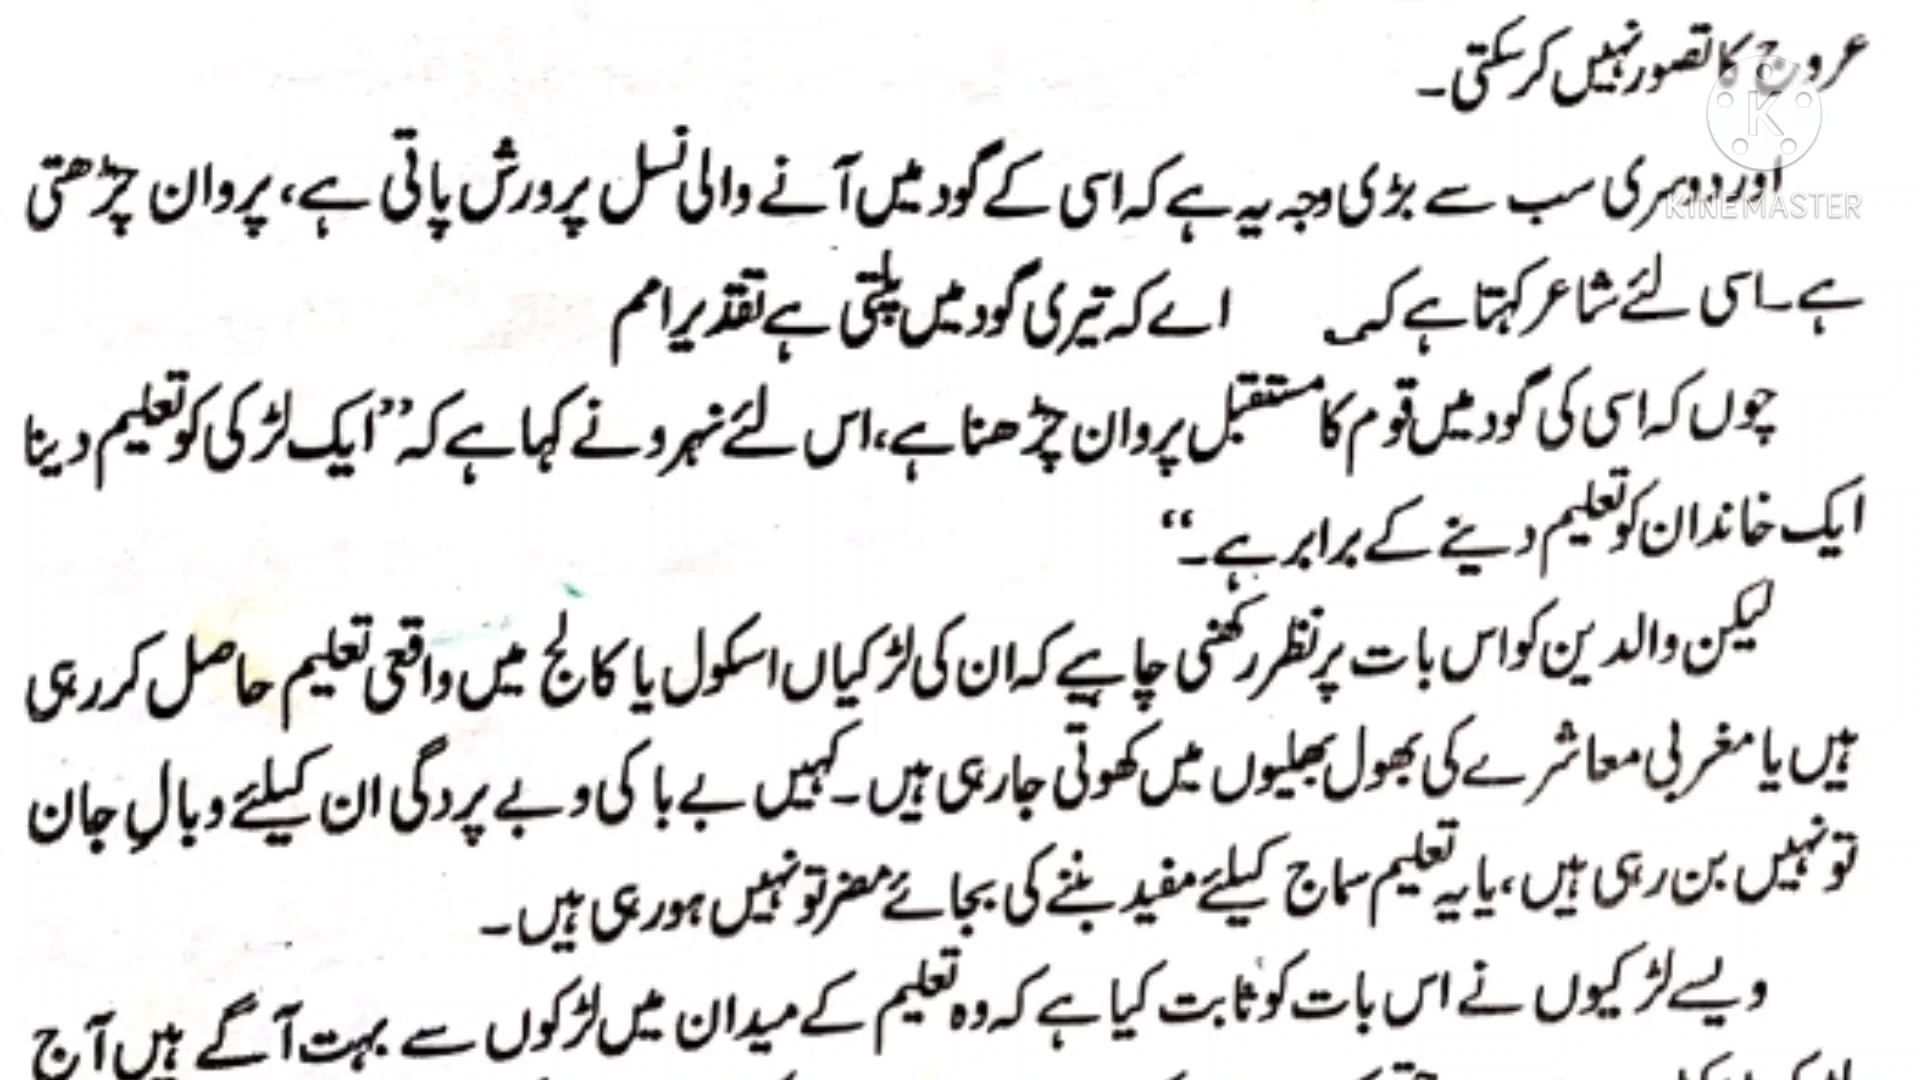 عروج کا تصور نہیں کرسکتی۔
اور دوسری سب سے بڑی وجہ یہ ہے کہ اسی کے گود میں آنے والی نسل پرورش پاتی ہے، پروان چڑھتی
ہے۔ اسی لئے شاعر کہتا ہے کہ اے کہ تیری گود میں پلتی ہے تقدیر امم
چوں کہ اسی کی گود میں قوم کا مستقبل پروان چڑھنا ہے، اس لئے نہرو نے کہا ہے کہ ”ایک لڑکی کو تعلیم دینا
ایک خاندان کو تعلیم دینے کے برابر ہے۔“
لیکن والدین کو اس بات پر نظر رکھنی چاہیے کہ ان کی لڑکیاں اسکول یا کالج میں واقعی تعلیم حاصل کر رہی
ہیں یا مغربی معاشرے کی بھول بھلیوں میں کھوتی جارہی ہیں۔ کہیں بے باکی و بے پردگی ان کیلئے وبالِ جان
تو نہیں بن رہی ہیں، یا یہ تعلیم سماج کیلئے مفید بننے کی بجائے مضر تو نہیں ہورہی ہیں۔
ویسے لڑکیوں نے اس بات کو ثابت کیا ہے کہ وہ تعلیم کے میدان میں لڑکوں سے بہت آگے ہیں آج
K
KINEMASTER